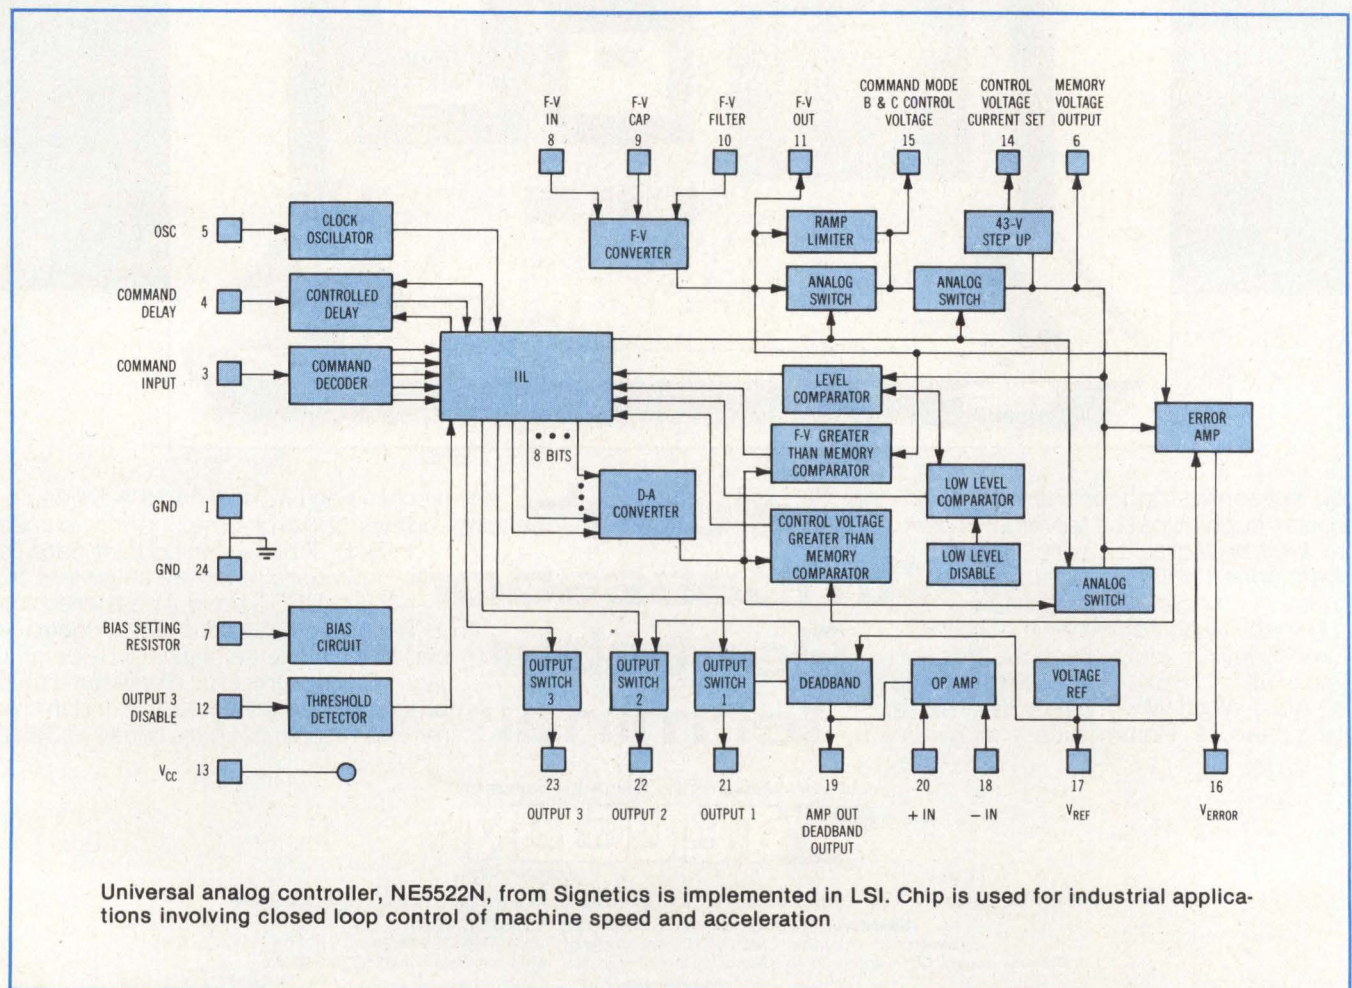 F-V
IN
8
F-V
CAP
9
F-V
FILTER
10
F-V
OUT
11
COMMAND MODE
B & C CONTROL
VOLTAGE
15
CONTROL
VOLTAGE
CURRENT SET
14
MEMORY
VOLTAGE
OUTPUT
6
OSC 5
CLOCK
OSCILLATOR
F-V
CONVERTER
RAMP
LIMITER
43-V
STEP UP
COMMAND
DELAY
4
CONTROLLED
DELAY
ANALOG
SWITCH
ANALOG
SWITCH
COMMAND
INPUT
3
COMMAND
DECODER
IIL
LEVEL
COMPARATOR
ERROR
AMP
8 BITS
F-V GREATER
THAN MEMORY
COMPARATOR
D-A
CONVERTER
LOW LEVEL
COMPARATOR
GND 1
CONTROL VOLTAGE
GREATER THAN
MEMORY
COMPARATOR
LOW LEVEL
DISABLE
GND 24
ANALOG
SWITCH
BIAS SETTING
RESISTOR
7
BIAS
CIRCUIT
OUTPUT
SWITCH
3
OUTPUT
SWITCH
2
OUTPUT
SWITCH
1
DEADBAND
OP AMP
VOLTAGE
REF
OUTPUT 3
DISABLE
12
THRESHOLD
DETECTOR
VCC 13
23
OUTPUT 3
22
OUTPUT 2
21
OUTPUT 1
19
AMP OUT
DEADBAND
OUTPUT
20
+ IN
18
− IN
17
VREF
16
VERROR
Universal analog controller, NE5522N, from Signetics is implemented in LSI. Chip is used for industrial applica-
tions involving closed loop control of machine speed and acceleration